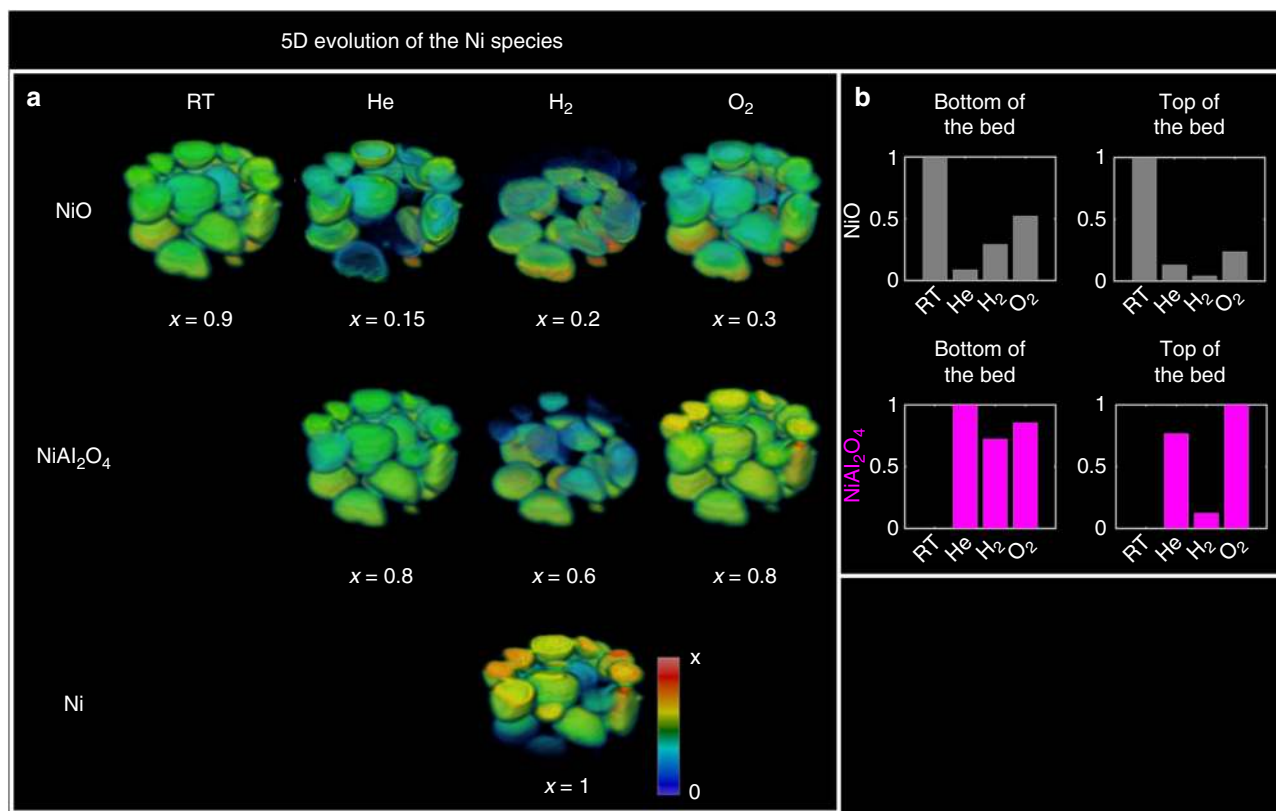 5D evolution of the Ni species
a
RT He H₂ O₂
NiO
x = 0.9 x = 0.15 x = 0.2 x = 0.3
NiAl₂O₄
x = 0.8 x = 0.6 x = 0.8
Ni
x
0
x = 1
b
Bottom of
the bed
Top of
the bed
NiO
1
0.5
0
RT He H₂ O₂
1
0.5
0
RT He H₂ O₂
Bottom of
the bed
Top of
the bed
NiAl₂O₄
1
0.5
0
RT He H₂ O₂
1
0.5
0
RT He H₂ O₂